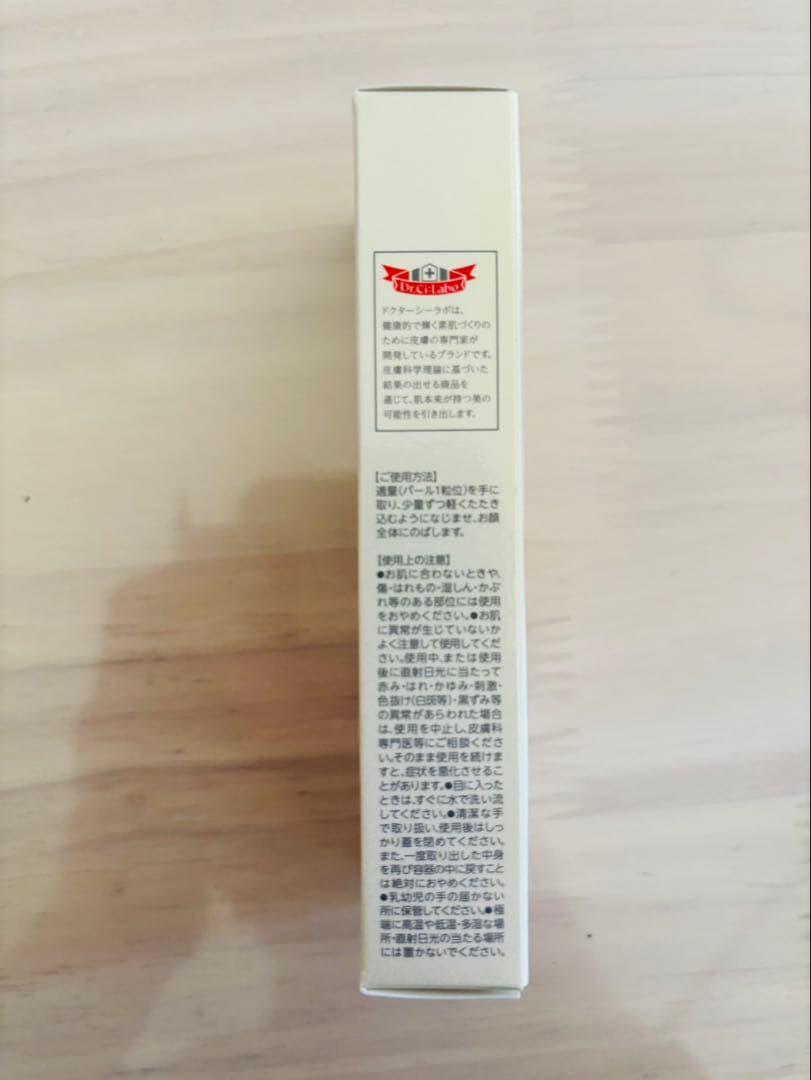 Dr.Ci:Labo
ドクターシーラボは、
健康的で輝く素肌づくりの
ために皮膚の専門家が
開発しているブランドです。
皮膚科学理論に基づいた
結果の出せる商品を
通じて、肌本来が持つ美の
可能性を引き出します。
【ご使用方法】
適量(パール1粒位)を手に
取り、少量ずつ軽くたたき
込むようになじませ、お顔
全体にのばします。
【使用上の注意】
●お肌に合わないときや、
傷・はれもの・湿しん・かぶ
れ等のある部位には使用
をおやめください。●お肌
に異常が生じていないか
よく注意して使用してくだ
さい。使用中、または使用
後に直射日光に当たって
赤み・はれ・かゆみ・刺激・
色抜け(白斑等)・黒ずみ等
の異常があらわれた場合
は、使用を中止し、皮膚科
専門医等にご相談くださ
い。そのまま使用を続けま
すと、症状を悪化させるこ
とがあります。●目に入った
ときは、すぐに水で洗い流
してください。●清潔な手
で取り扱い、使用後はしっ
かり蓋を閉めてください。
また、一度取り出した中身
を再び容器の中に戻すこと
は絶対におやめください。
●乳幼児の手の届かない
所に保管してください。●極
端に高温や低温・多湿な場
所・直射日光の当たる場所
には置かないでください。